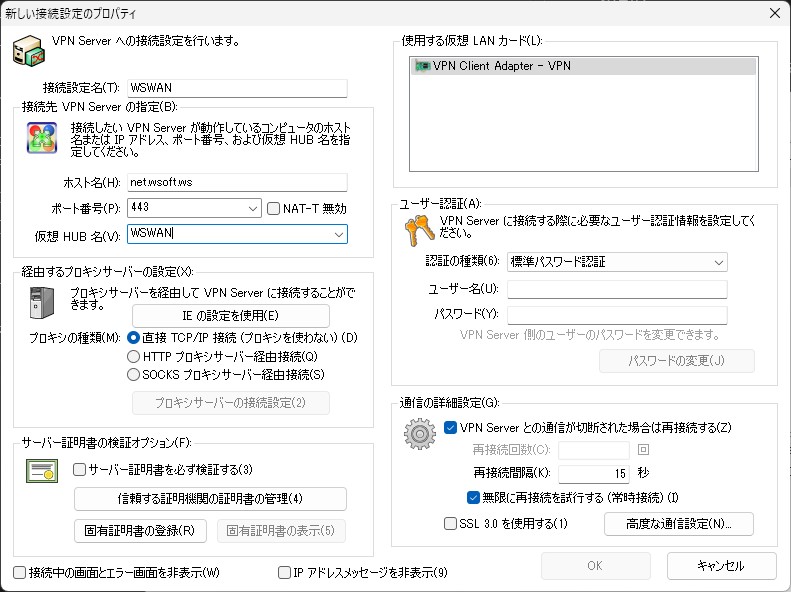 新しい接続設定のプロパティ
VPN Server への接続設定を行います。
接続設定名(T):
WSWAN
接続先 VPN Server の指定(B):
接続したい VPN Server が動作しているコンピュータのホスト
名または IP アドレス、ポート番号、および仮想 HUB 名を指
定してください。
ホスト名(H):
net.wsoft.ws
ポート番号(P):
443
NAT-T 無効
仮想 HUB 名(V):
WSWAN
経由するプロキシサーバーの設定(X):
プロキシサーバーを経由して VPN Server に接続することがで
きます。
IE の設定を使用(E)
プロキシの種類(M):
直接 TCP/IP 接続 (プロキシを使わない) (D)
HTTP プロキシサーバー経由接続(Q)
SOCKS プロキシサーバー経由接続(S)
プロキシサーバーの接続設定(2)
サーバー証明書の検証オプション(F):
サーバー証明書を必ず検証する(3)
信頼する証明機関の証明書の管理(4)
固有証明書の登録(R)
固有証明書の表示(5)
接続中の画面とエラー画面を非表示(W)
IP アドレスメッセージを非表示(9)
使用する仮想 LAN カード(L):
VPN Client Adapter - VPN
ユーザー認証(A):
VPN Server に接続する際に必要なユーザー認証情報を設定してく
ださい。
認証の種類(6):
標準パスワード認証
ユーザー名(U):
パスワード(Y):
VPN Server 側のユーザーのパスワードを変更できます。
パスワードの変更(J)
通信の詳細設定(G):
VPN Server との通信が切断された場合は再接続する(Z)
再接続回数(C):
回
再接続間隔(K):
15
秒
無限に再接続を試行する (常時接続) (I)
SSL 3.0 を使用する(1)
高度な通信設定(N)...
OK
キャンセル